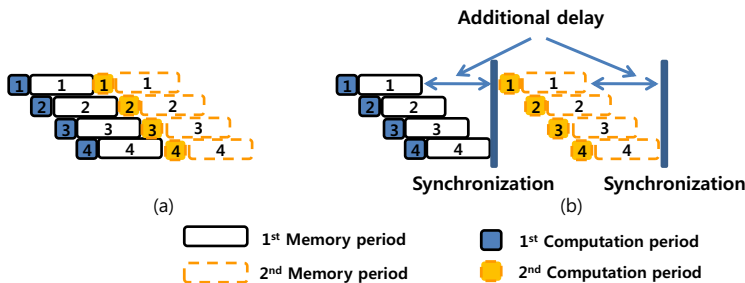 Additional delay
1 1 1 1
2 2 2 2
3 3 3 3
4 4 4 4
(a)
1 1 1 1
2 2 2 2
3 3 3 3
4 4 4 4
Synchronization Synchronization
(b)
1st Memory period
2nd Memory period
1st Computation period
2nd Computation period